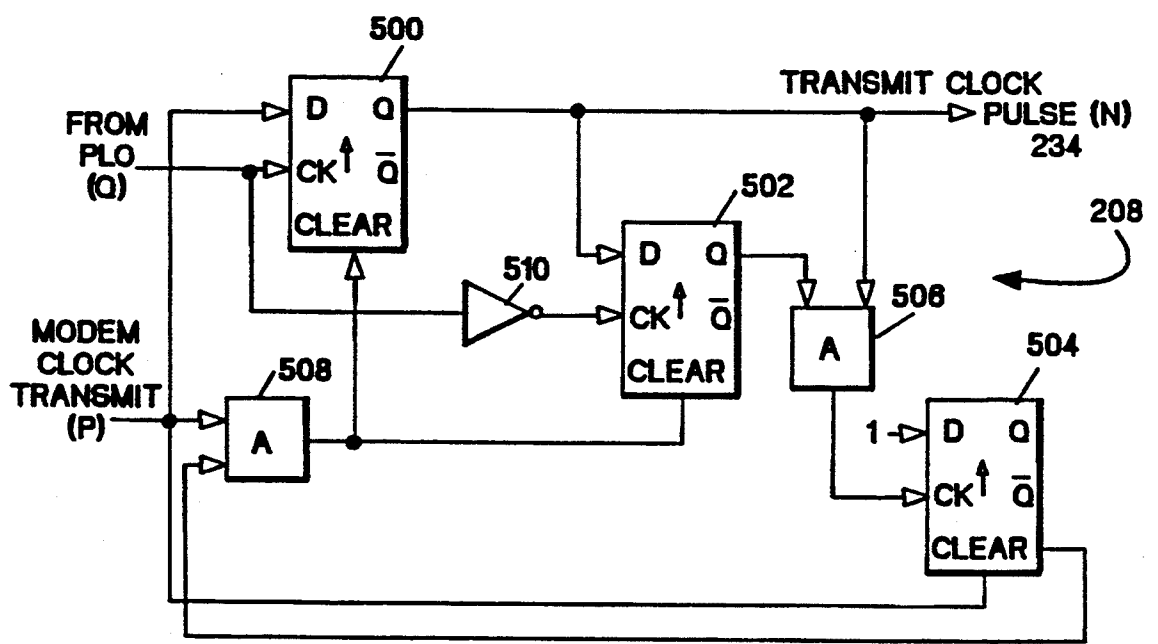 500
D Q
CK Q̅
CLEAR
FROM
PLO
(Q)
TRANSMIT CLOCK
PULSE (N)
234
502
D Q
CK Q̅
CLEAR
208
510
506
A
MODEM
CLOCK
TRANSMIT
(P)
508
A
504
1
D Q
CK Q̅
CLEAR